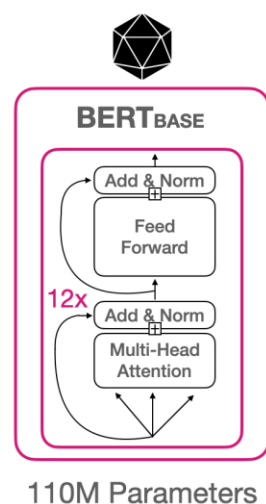 BERTBASE
Add & Norm
+
Feed
Forward
12x
Add & Norm
+
Multi-Head
Attention
110M Parameters